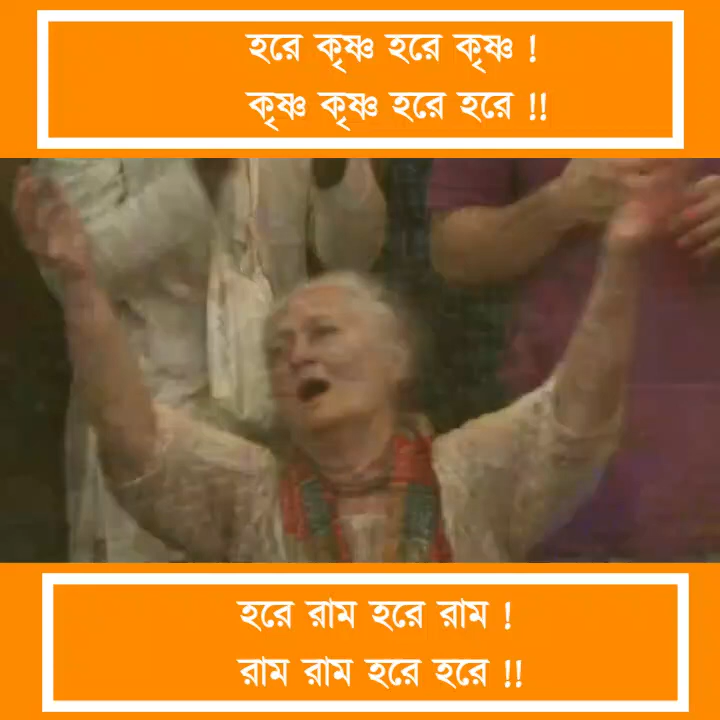 হরে কৃষ্ণ হরে কৃষ্ণ !
কৃষ্ণ কৃষ্ণ হরে হরে !!
হরে রাম হরে রাম !
রাম রাম হরে হরে !!